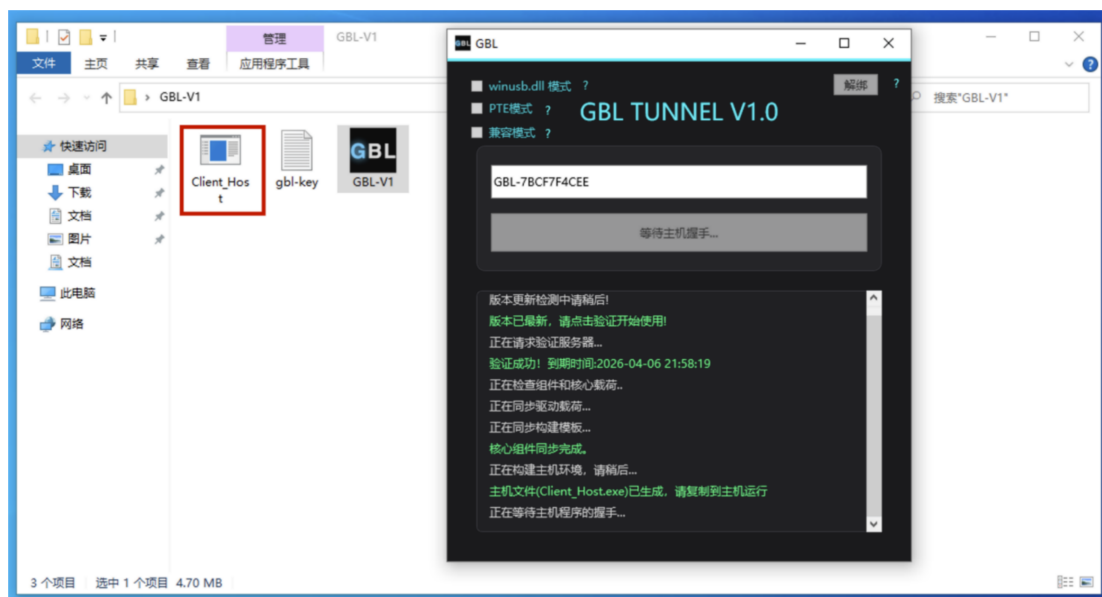 管理
GBL-V1
文件
主页
共享
查看
应用程序工具
GBL-V1
搜索"GBL-V1"
快速访问
桌面
下载
文档
图片
文档
此电脑
网络
Client_Hos
t
gbl-key
GBL
GBL-V1
3 个项目
选中 1 个项目 4.70 MB
GBL
GBL
winusb.dll 模式 ?
解绑 ?
PTE模式 ?
GBL TUNNEL V1.0
兼容模式 ?
GBL-7BCF7F4CEE
等待主机握手...
版本更新检测中请稍后!
版本已最新，请点击验证开始使用!
正在请求验证服务器...
验证成功！到期时间:2026-04-06 21:58:19
正在检查组件和核心载荷..
正在同步驱动载荷...
正在同步构建模板...
核心组件同步完成。
正在构建主机环境，请稍后...
主机文件(Client_Host.exe)已生成，请复制到主机运行
正在等待主机程序的握手...